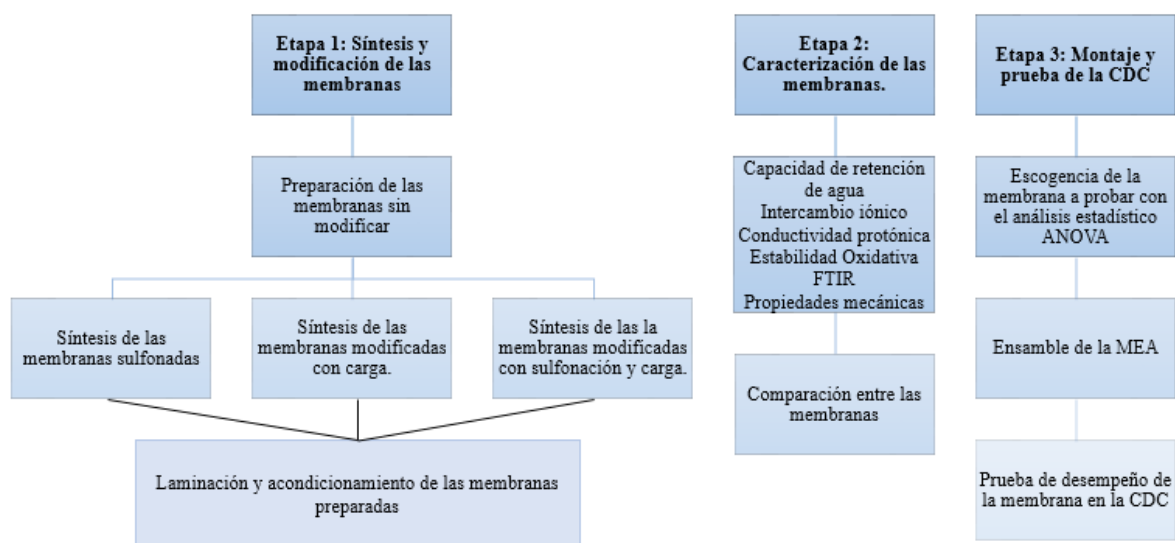 Etapa 1: Síntesis y
modificación de las
membranas
Preparación de las
membranas sin
modificar
Síntesis de las
membranas sulfonadas
Síntesis de las
membranas modificadas
con carga.
Síntesis de las la
membranas modificadas
con sulfonación y carga.
Laminación y acondicionamiento de las membranas
preparadas
Etapa 2:
Caracterización de las
membranas.
Capacidad de retención
de agua
Intercambio iónico
Conductividad protónica
Estabilidad Oxidativa
FTIR
Propiedades mecánicas
Comparación entre las
membranas
Etapa 3: Montaje y
prueba de la CDC
Escogencia de la
membrana a probar con
el análisis estadístico
ANOVA
Ensamble de la MEA
Prueba de desempeño de
la membrana en la CDC